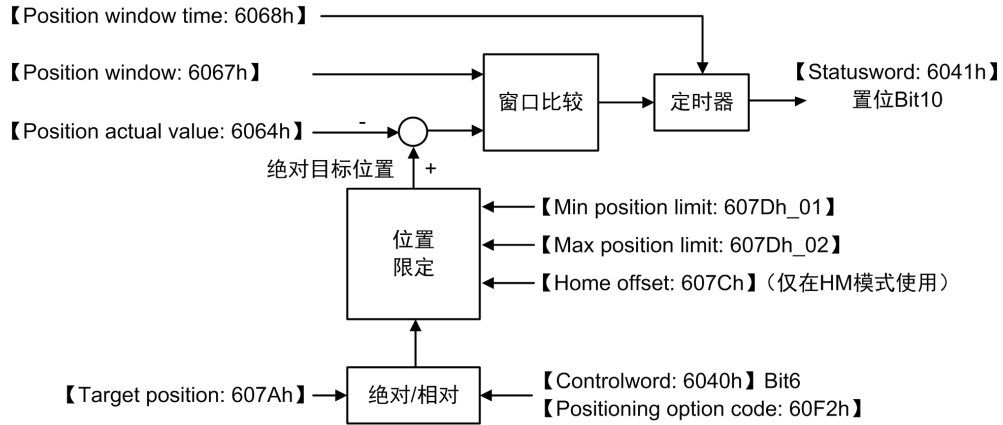 【Position window time: 6068h】
【Position window: 6067h】
窗口比较
定时器
【Statusword: 6041h】
置位Bit10
【Position actual value: 6064h】
-
绝对目标位置
+
位置
限定
【Min position limit: 607Dh_01】
【Max position limit: 607Dh_02】
【Home offset: 607Ch】（仅在HM模式使用）
【Target position: 607Ah】
绝对/相对
【Controlword: 6040h】Bit6
【Positioning option code: 60F2h】